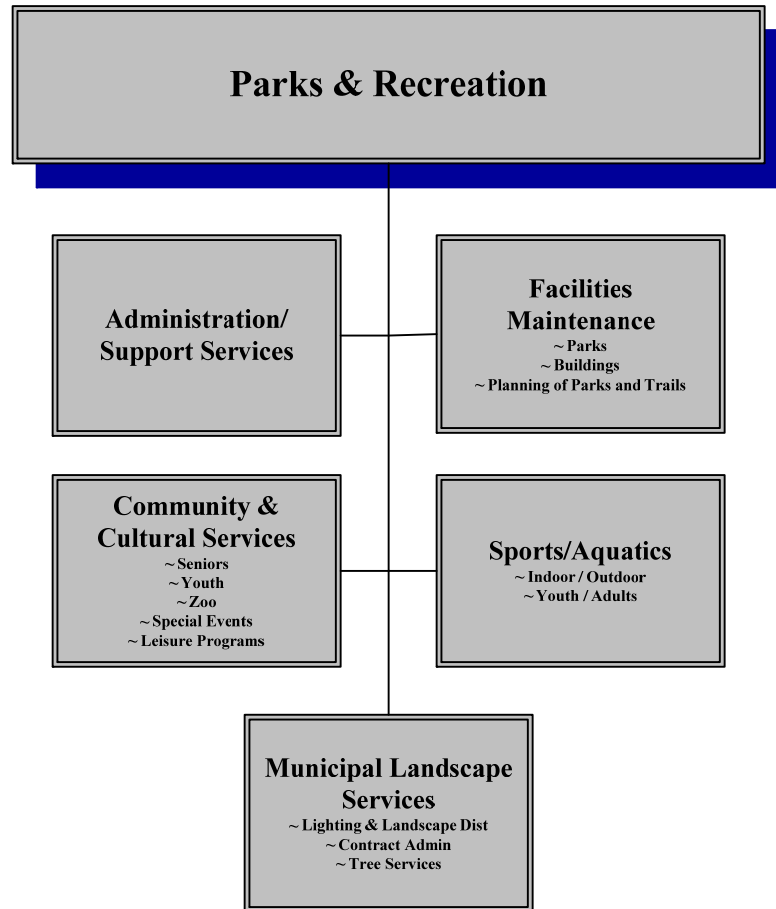 Parks & Recreation
Administration/
Support Services
Facilities
Maintenance
~ Parks
~ Buildings
~ Planning of Parks and Trails
Community &
Cultural Services
~ Seniors
~ Youth
~ Zoo
~ Special Events
~ Leisure Programs
Sports/Aquatics
~ Indoor / Outdoor
~ Youth / Adults
Municipal Landscape
Services
~ Lighting & Landscape Dist
~ Contract Admin
~ Tree Services